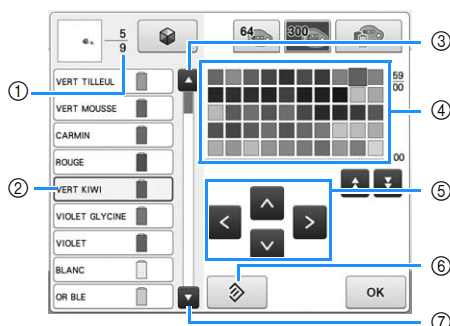 5
9
64
300
VERT TILLEUL
VERT MOUSSE
CARMIN
ROUGE
VERT KIWI
VIOLET GLYCINE
VIOLET
BLANC
OR BLE
59
00
00
OK
①
②
③
④
⑤
⑥
⑦